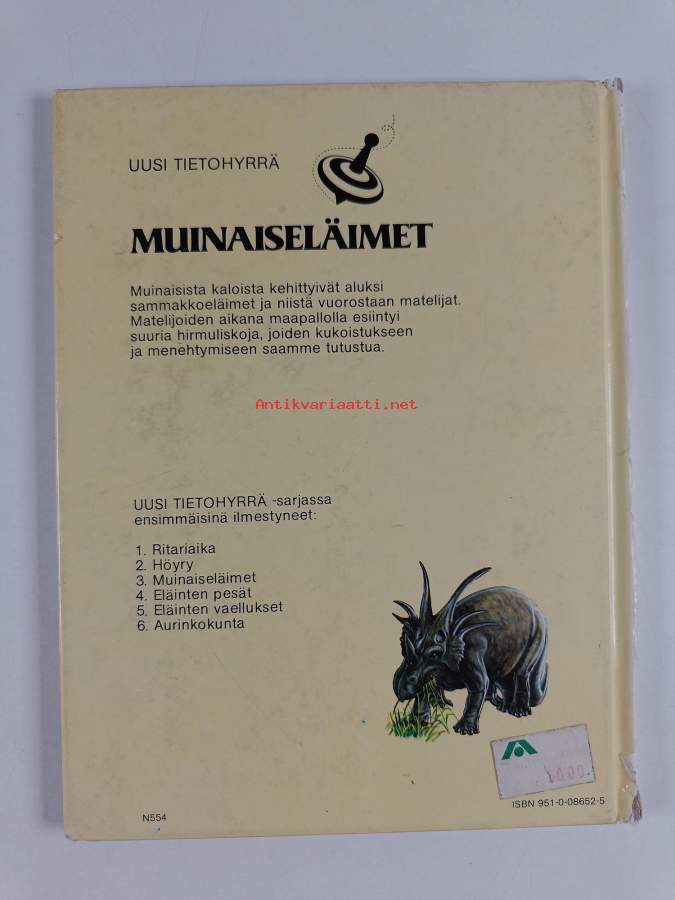 UUSI TIETOHYRRÄ
MUINAISELÄIMET
Muinaisista kaloista kehittyivät aluksi
sammakkoeläimet ja niistä vuorostaan matelijat.
Matelijoiden aikana maapallolla esiintyi
suuria hirmuliskoja, joiden kukoistukseen
ja menehtymiseen saamme tutustua.
Antikvariaatti.net
UUSI TIETOHYRRÄ -sarjassa
ensimmäisinä ilmestyneet:
1. Ritariaika
2. Höyry
3. Muinaiseläimet
4. Eläinten pesät
5. Eläinten vaellukset
6. Aurinkokunta
N554
ISBN 951-0-08652-5